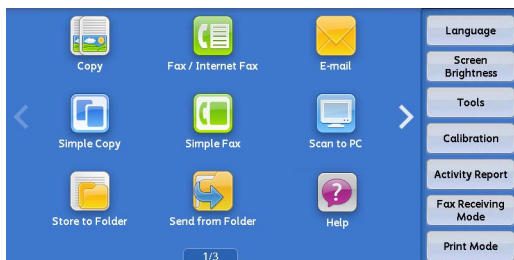 Copy
Fax / Internet Fax
E-mail
Simple Copy
Simple Fax
Scan to PC
Store to Folder
Send from Folder
Help
1/3
Language
Screen
Brightness
Tools
Calibration
Activity Report
Fax Receiving
Mode
Print Mode